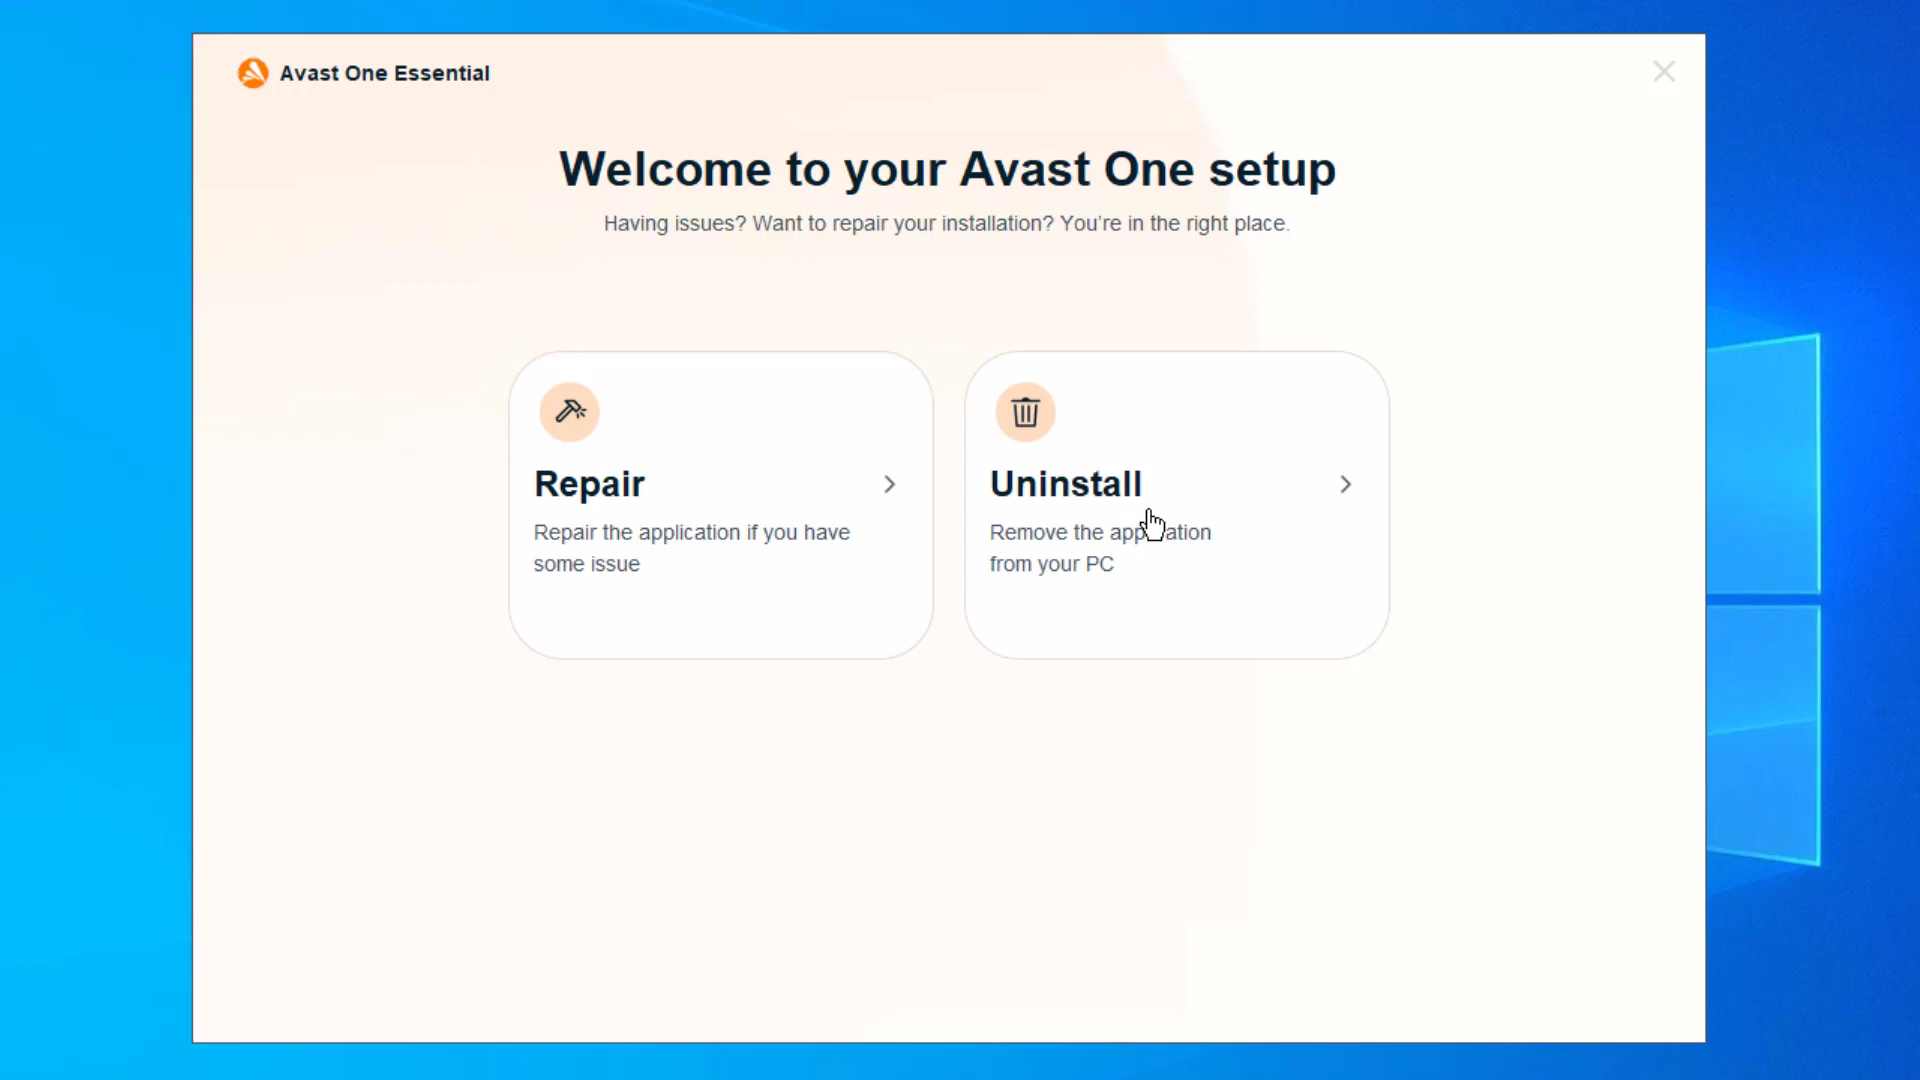 Avast One Essential
Welcome to your Avast One setup
Having issues? Want to repair your installation? You're in the right place.
Repair
Repair the application if you have
some issue
Uninstall
Remove the application
from your PC